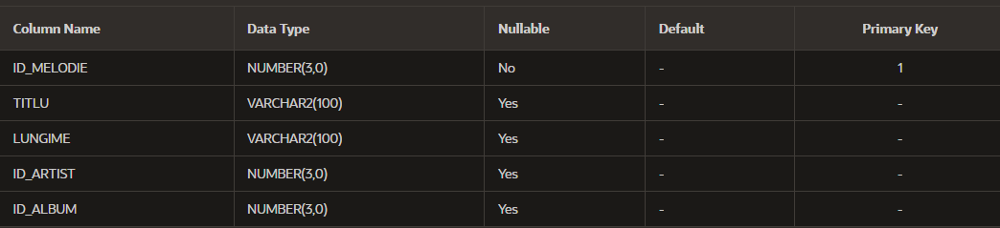 Column Name Data Type Nullable Default Primary Key
ID_MELODIE NUMBER(3,0) No - 1
TITLU VARCHAR2(100) Yes - -
LUNGIME VARCHAR2(100) Yes - -
ID_ARTIST NUMBER(3,0) Yes - -
ID_ALBUM NUMBER(3,0) Yes - -